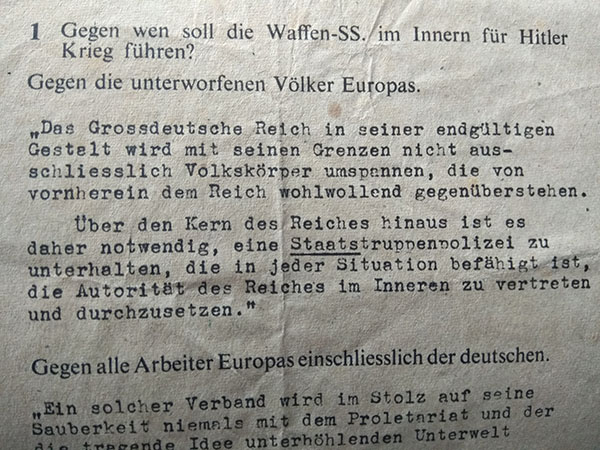 1 Gegen wen soll die Waffen-SS. im Innern für Hitler
Krieg führen?
Gegen die unterworfenen Völker Europas.
„Das Grossdeutsche Reich in seiner endgültigen
Gestalt wird mit seinen Grenzen nicht aus-
schliesslich Volkskörper umspannen, die von
vornherein dem Reich wohlwollend gegenüberstehen.
Über den Kern des Reiches hinaus ist es
daher notwendig, eine Staatstruppenpolizei zu
unterhalten, die in jeder Situation befähigt ist,
die Autorität des Reiches im Inneren zu vertreten
und durchzusetzen."
Gegen alle Arbeiter Europas einschliesslich der deutschen.
„Ein solcher Verband wird im Stolz auf seine
Sauberkeit niemals mit dem Proletariat und der
die tragende Idee unterhöhlenden Unterwelt